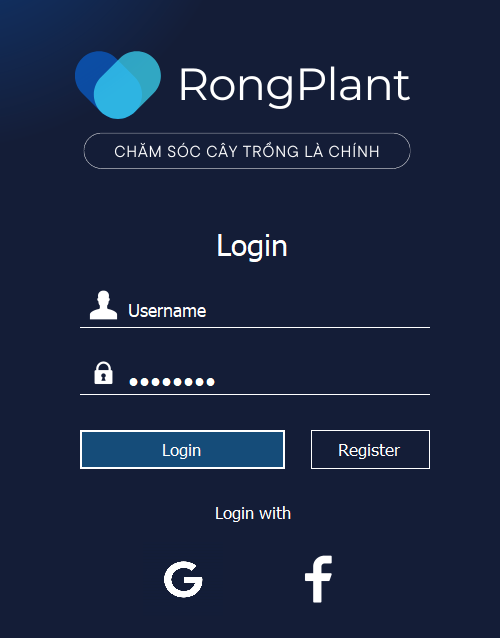 RongPlant
CHĂM SÓC CÂY TRỒNG LÀ CHÍNH
Login
Username
●●●●●●●●
Login
Register
Login with
G
f